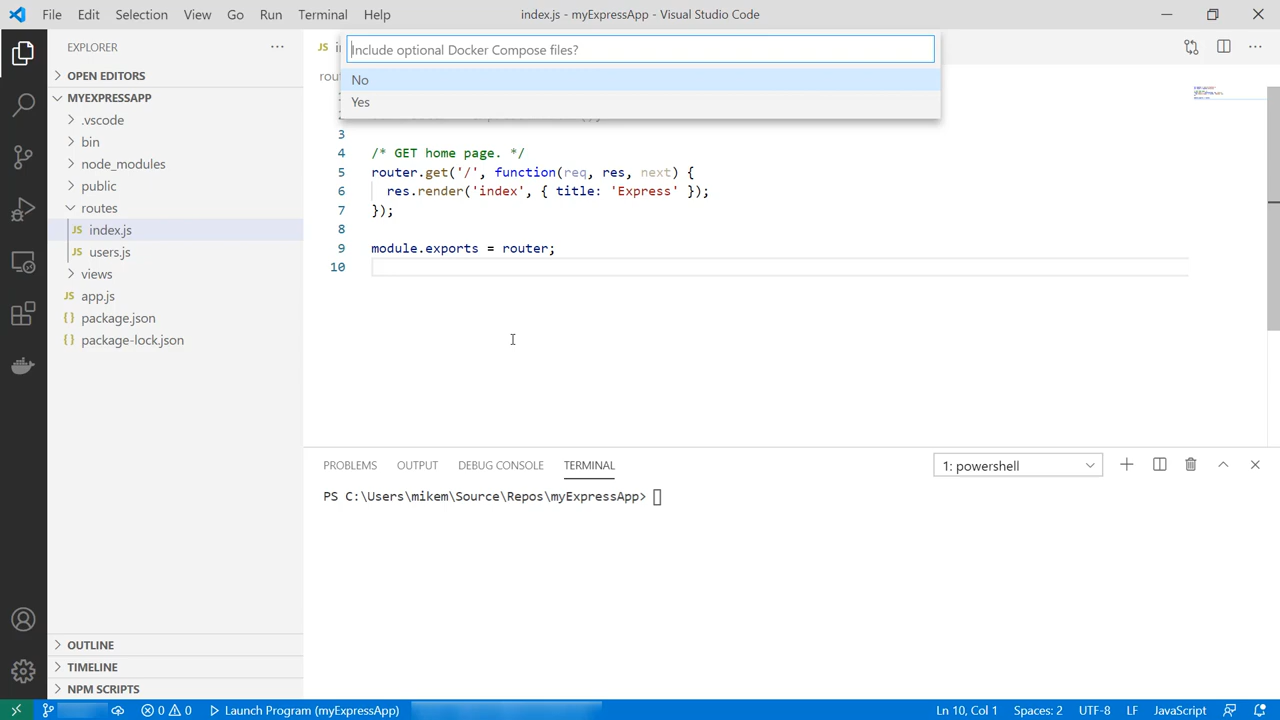 File Edit Selection View Go Run Terminal Help
index.js - myExpressApp - Visual Studio Code
EXPLORER
OPEN EDITORS
MYEXPRESSAPP
.vscode
bin
node_modules
public
routes
JS index.js
JS users.js
views
JS app.js
{} package.json
{} package-lock.json
OUTLINE
TIMELINE
NPM SCRIPTS
JS
Include optional Docker Compose files?
No
Yes
3
4 /* GET home page. */
5 router.get('/', function(req, res, next) {
6 res.render('index', { title: 'Express' });
7 });
8
9 module.exports = router;
10
PROBLEMS OUTPUT DEBUG CONSOLE TERMINAL
1: powershell
PS C:\Users\mikem\Source\Repos\myExpressApp>
0 0 Launch Program (myExpressApp)
Ln 10, Col 1 Spaces: 2 UTF-8 LF JavaScript